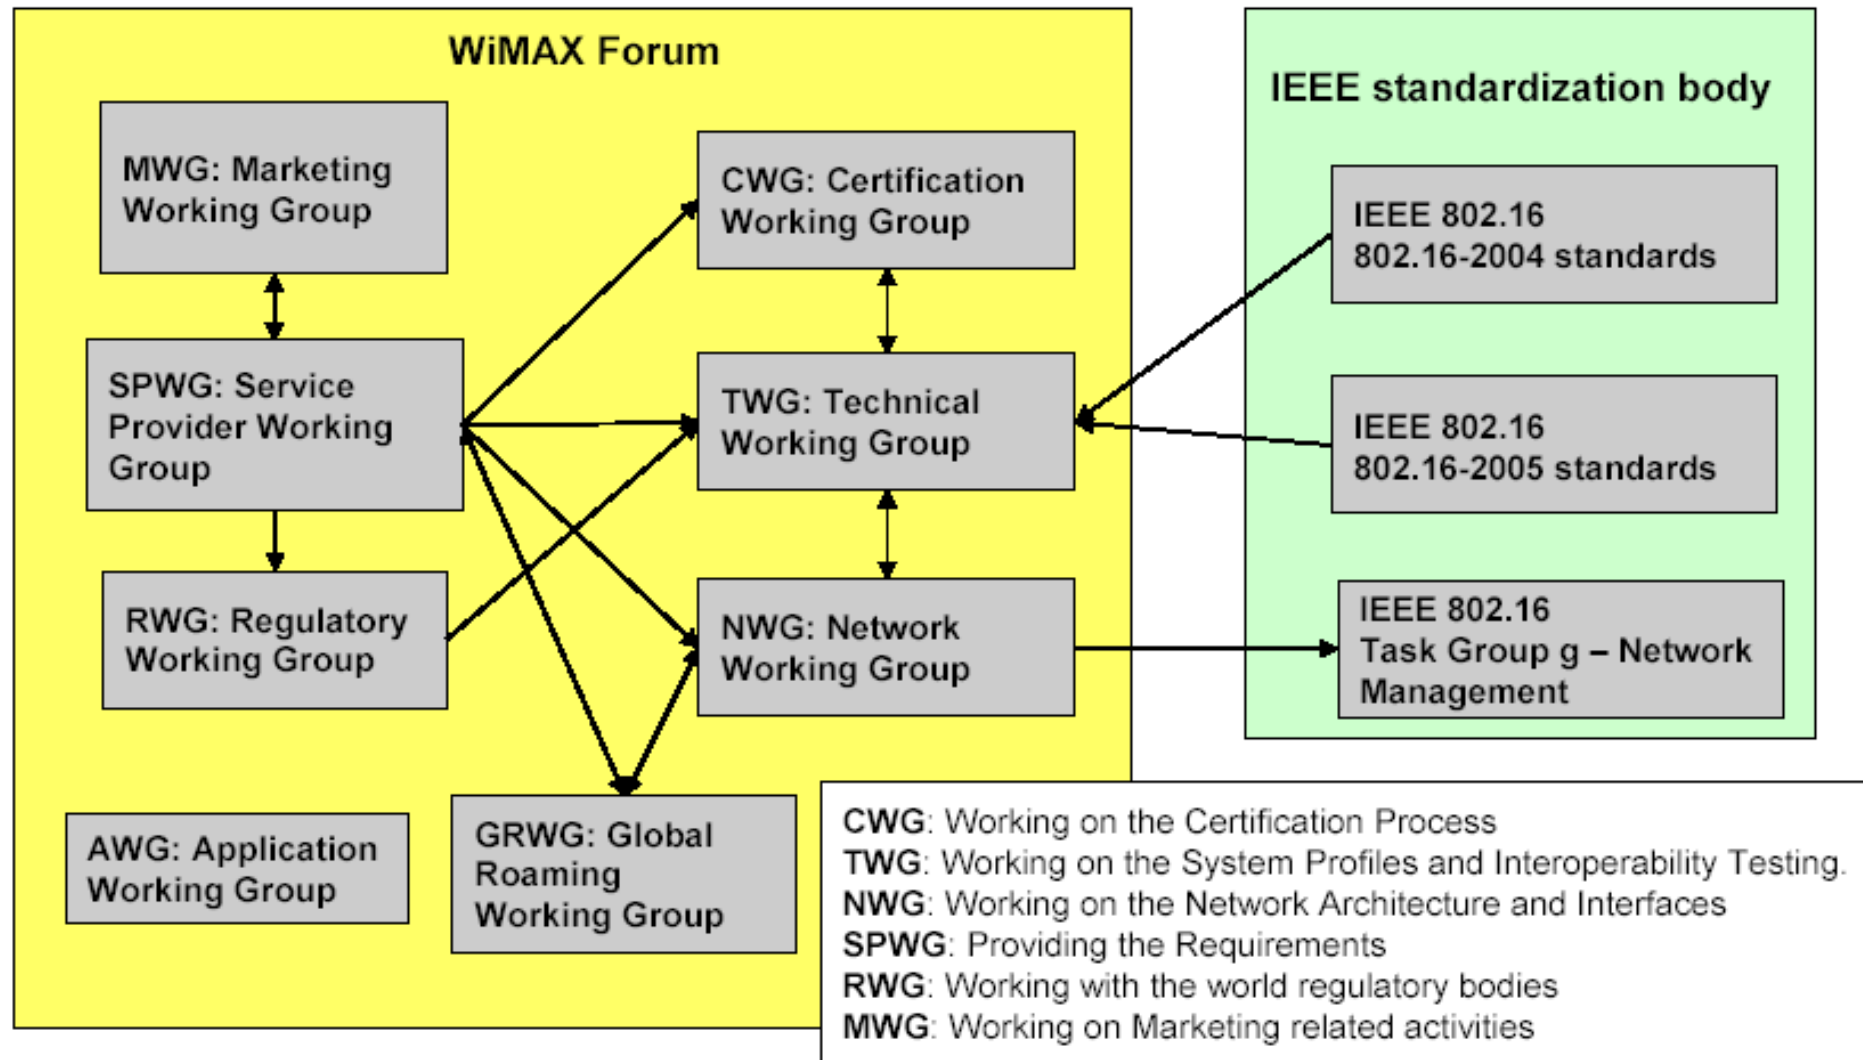 WiMAX Forum
MWG: Marketing
Working Group
SPWG: Service
Provider Working
Group
RWG: Regulatory
Working Group
AWG: Application
Working Group
GRWG: Global
Roaming
Working Group
CWG: Certification
Working Group
TWG: Technical
Working Group
NWG: Network
Working Group
IEEE standardization body
IEEE 802.16
802.16-2004 standards
IEEE 802.16
802.16-2005 standards
IEEE 802.16
Task Group g – Network
Management
CWG: Working on the Certification Process
TWG: Working on the System Profiles and Interoperability Testing.
NWG: Working on the Network Architecture and Interfaces
SPWG: Providing the Requirements
RWG: Working with the world regulatory bodies
MWG: Working on Marketing related activities